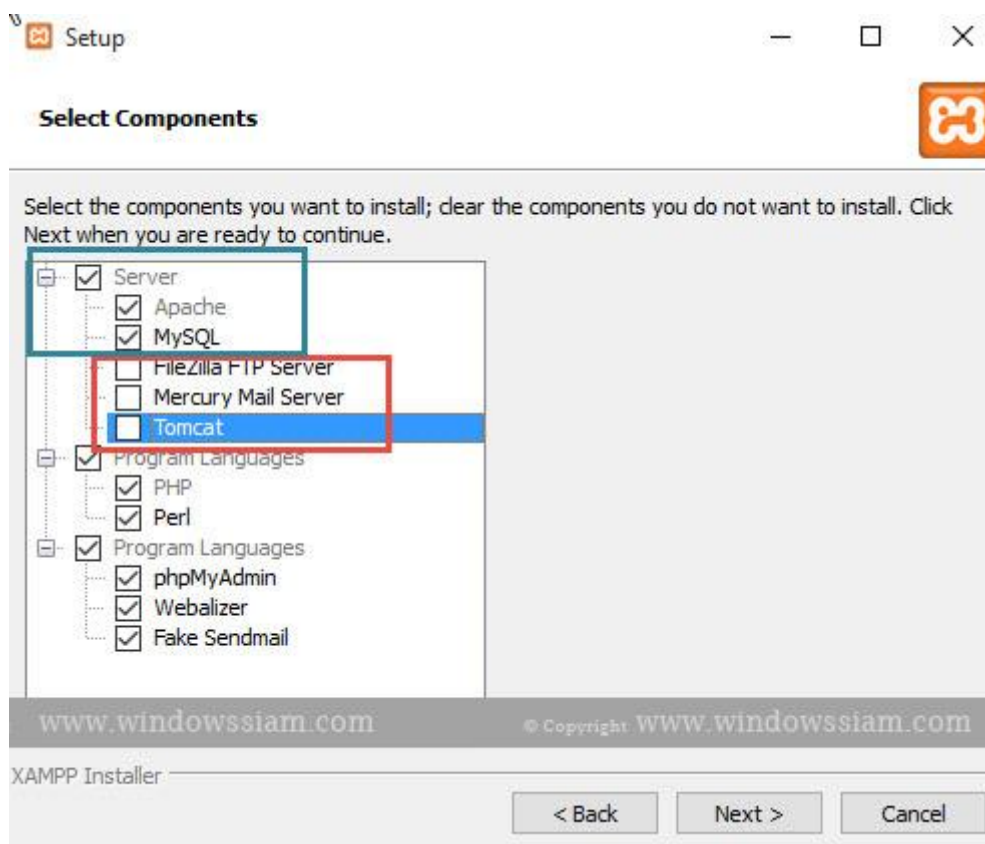 Setup
Select Components
Select the components you want to install; clear the components you do not want to install. Click
Next when you are ready to continue.
Server
Apache
MySQL
FileZilla FTP Server
Mercury Mail Server
Tomcat
Program Languages
PHP
Perl
Program Languages
phpMyAdmin
Webalizer
Fake Sendmail
www.windowssiam.com © Copyright www.windowssiam.com
XAMPP Installer
< Back Next > Cancel